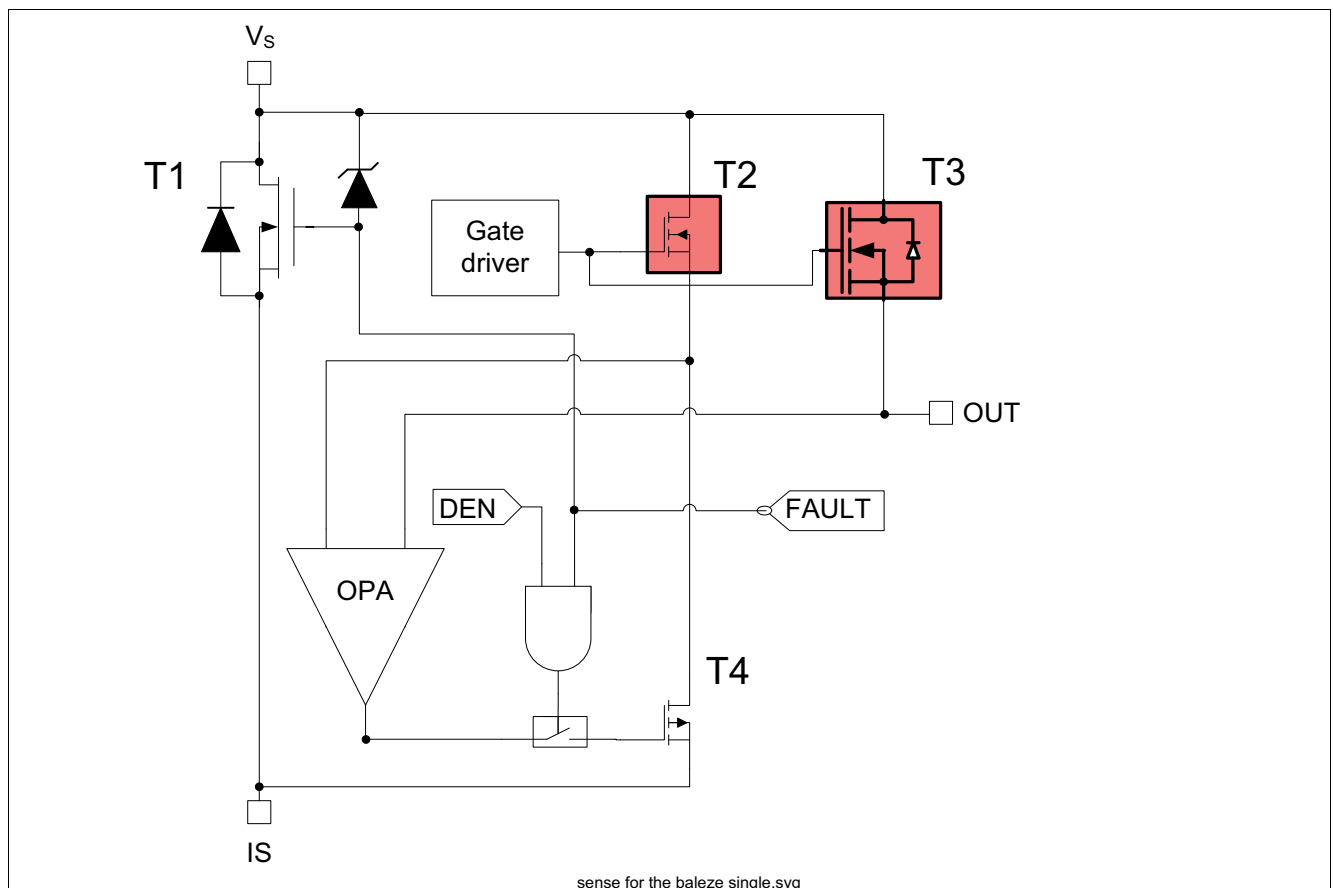 VS
T1
T2
T3
Gate
driver
OUT
DEN
FAULT
OPA
T4
IS
sense for the baleze single.svg